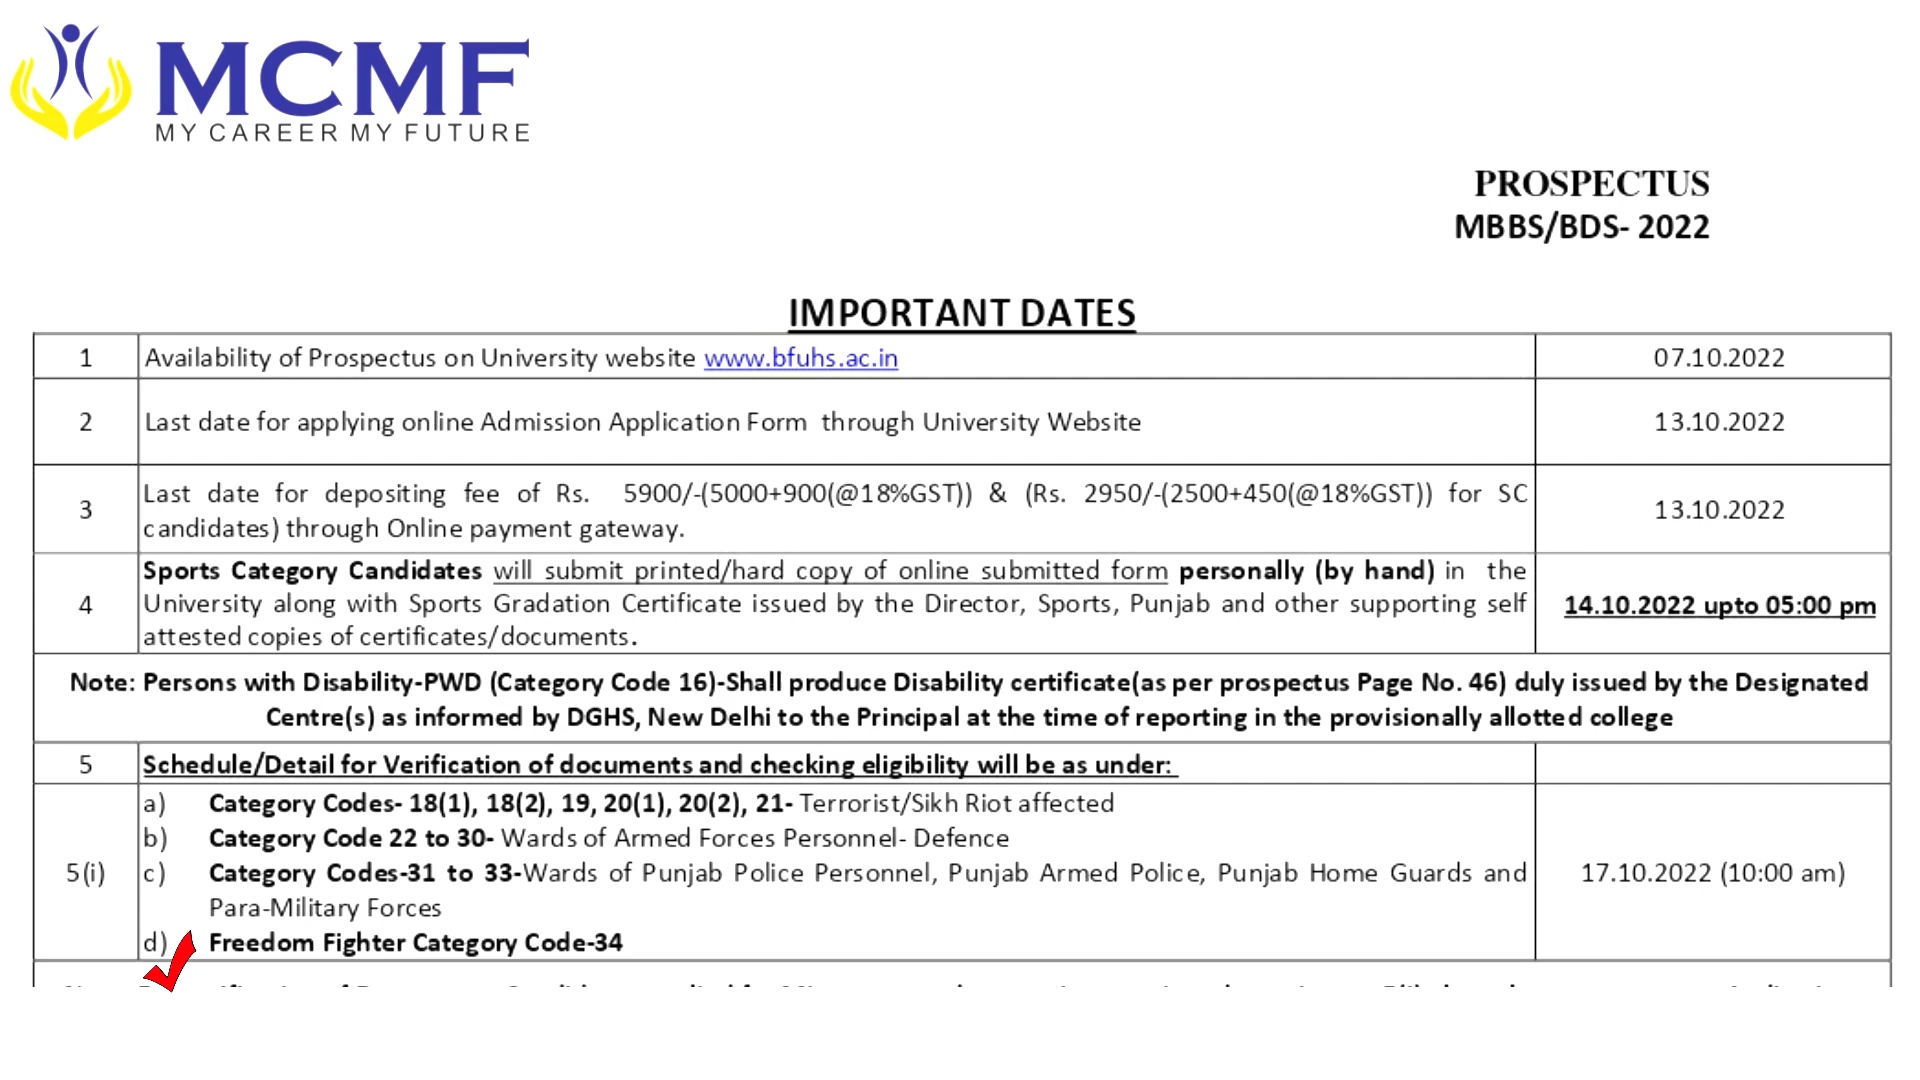 MCMF
MY CAREER MY FUTURE
PROSPECTUS
MBBS/BDS- 2022
IMPORTANT DATES
1 Availability of Prospectus on University website www.bfuhs.ac.in 07.10.2022
2 Last date for applying online Admission Application Form through University Website 13.10.2022
3 Last date for depositing fee of Rs. 5900/-(5000+900(@18%GST)) & (Rs. 2950/-(2500+450(@18%GST)) for SC
candidates) through Online payment gateway. 13.10.2022
4 Sports Category Candidates will submit printed/hard copy of online submitted form personally (by hand) in the
University along with Sports Gradation Certificate issued by the Director, Sports, Punjab and other supporting self
attested copies of certificates/documents. 14.10.2022 upto 05:00 pm
Note: Persons with Disability-PWD (Category Code 16)-Shall produce Disability certificate(as per prospectus Page No. 46) duly issued by the Designated
Centre(s) as informed by DGHS, New Delhi to the Principal at the time of reporting in the provisionally allotted college
5 Schedule/Detail for Verification of documents and checking eligibility will be as under:
5(i) a) Category Codes- 18(1), 18(2), 19, 20(1), 20(2), 21- Terrorist/Sikh Riot affected
b) Category Code 22 to 30- Wards of Armed Forces Personnel- Defence
c) Category Codes-31 to 33-Wards of Punjab Police Personnel, Punjab Armed Police, Punjab Home Guards and
Para-Military Forces
d) Freedom Fighter Category Code-34
17.10.2022 (10:00 am)